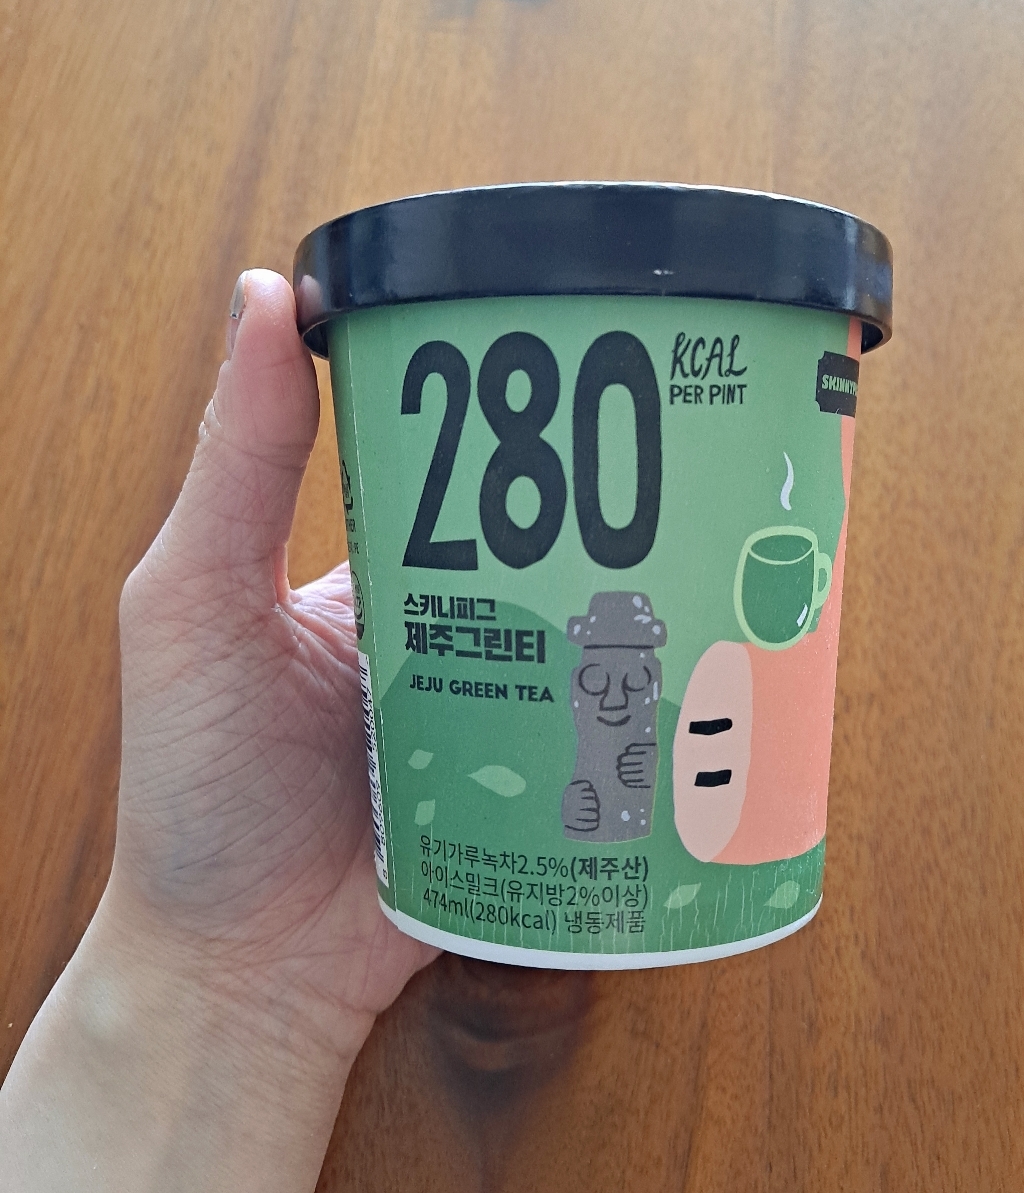 280
KCAL
PER PINT
스키니피그
제주그린티
JEJU GREEN TEA
유기가루녹차2.5%(제주산)
아이스밀크(유지방2%이상)
474ml(280kcal) 냉동제품